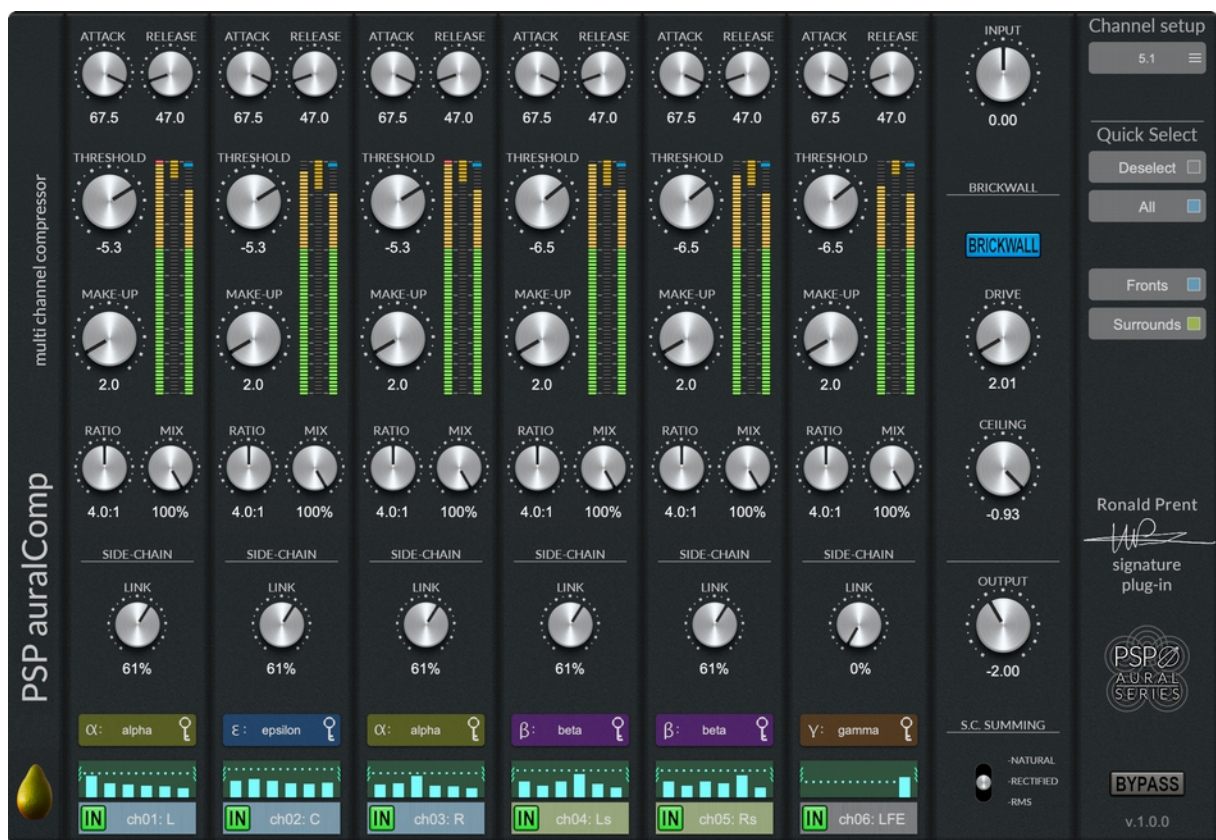 PSP auralComp
multi channel compressor
ATTACK RELEASE ATTACK RELEASE ATTACK RELEASE ATTACK RELEASE ATTACK RELEASE ATTACK RELEASE
67.5 47.0 67.5 47.0 67.5 47.0 67.5 47.0 67.5 47.0 67.5 47.0
THRESHOLD THRESHOLD THRESHOLD THRESHOLD THRESHOLD THRESHOLD
-5.3 -5.3 -5.3 -6.5 -6.5 -6.5
MAKE-UP MAKE-UP MAKE-UP MAKE-UP MAKE-UP MAKE-UP
2.0 2.0 2.0 2.0 2.0 2.0
RATIO MIX RATIO MIX RATIO MIX RATIO MIX RATIO MIX RATIO MIX
4.0:1 100% 4.0:1 100% 4.0:1 100% 4.0:1 100% 4.0:1 100% 4.0:1 100%
SIDE-CHAIN SIDE-CHAIN SIDE-CHAIN SIDE-CHAIN SIDE-CHAIN SIDE-CHAIN
LINK LINK LINK LINK LINK LINK
61% 61% 61% 61% 61% 0%
α: alpha ε: epsilon α: alpha β: beta β: beta γ: gamma
IN ch01: L IN ch02: C IN ch03: R IN ch04: Ls IN ch05: Rs IN ch06: LFE
INPUT
0.00
BRICKWALL
BRICKWALL
DRIVE
2.01
CEILING
-0.93
OUTPUT
-2.00
S.C. SUMMING
-NATURAL
-RECTIFIED
-RMS
Channel setup
5.1
Quick Select
Deselect
All
Fronts
Surrounds
Ronald Prent
signature
plug-in
PSP
AURAL
SERIES
BYPASS
v.1.0.0